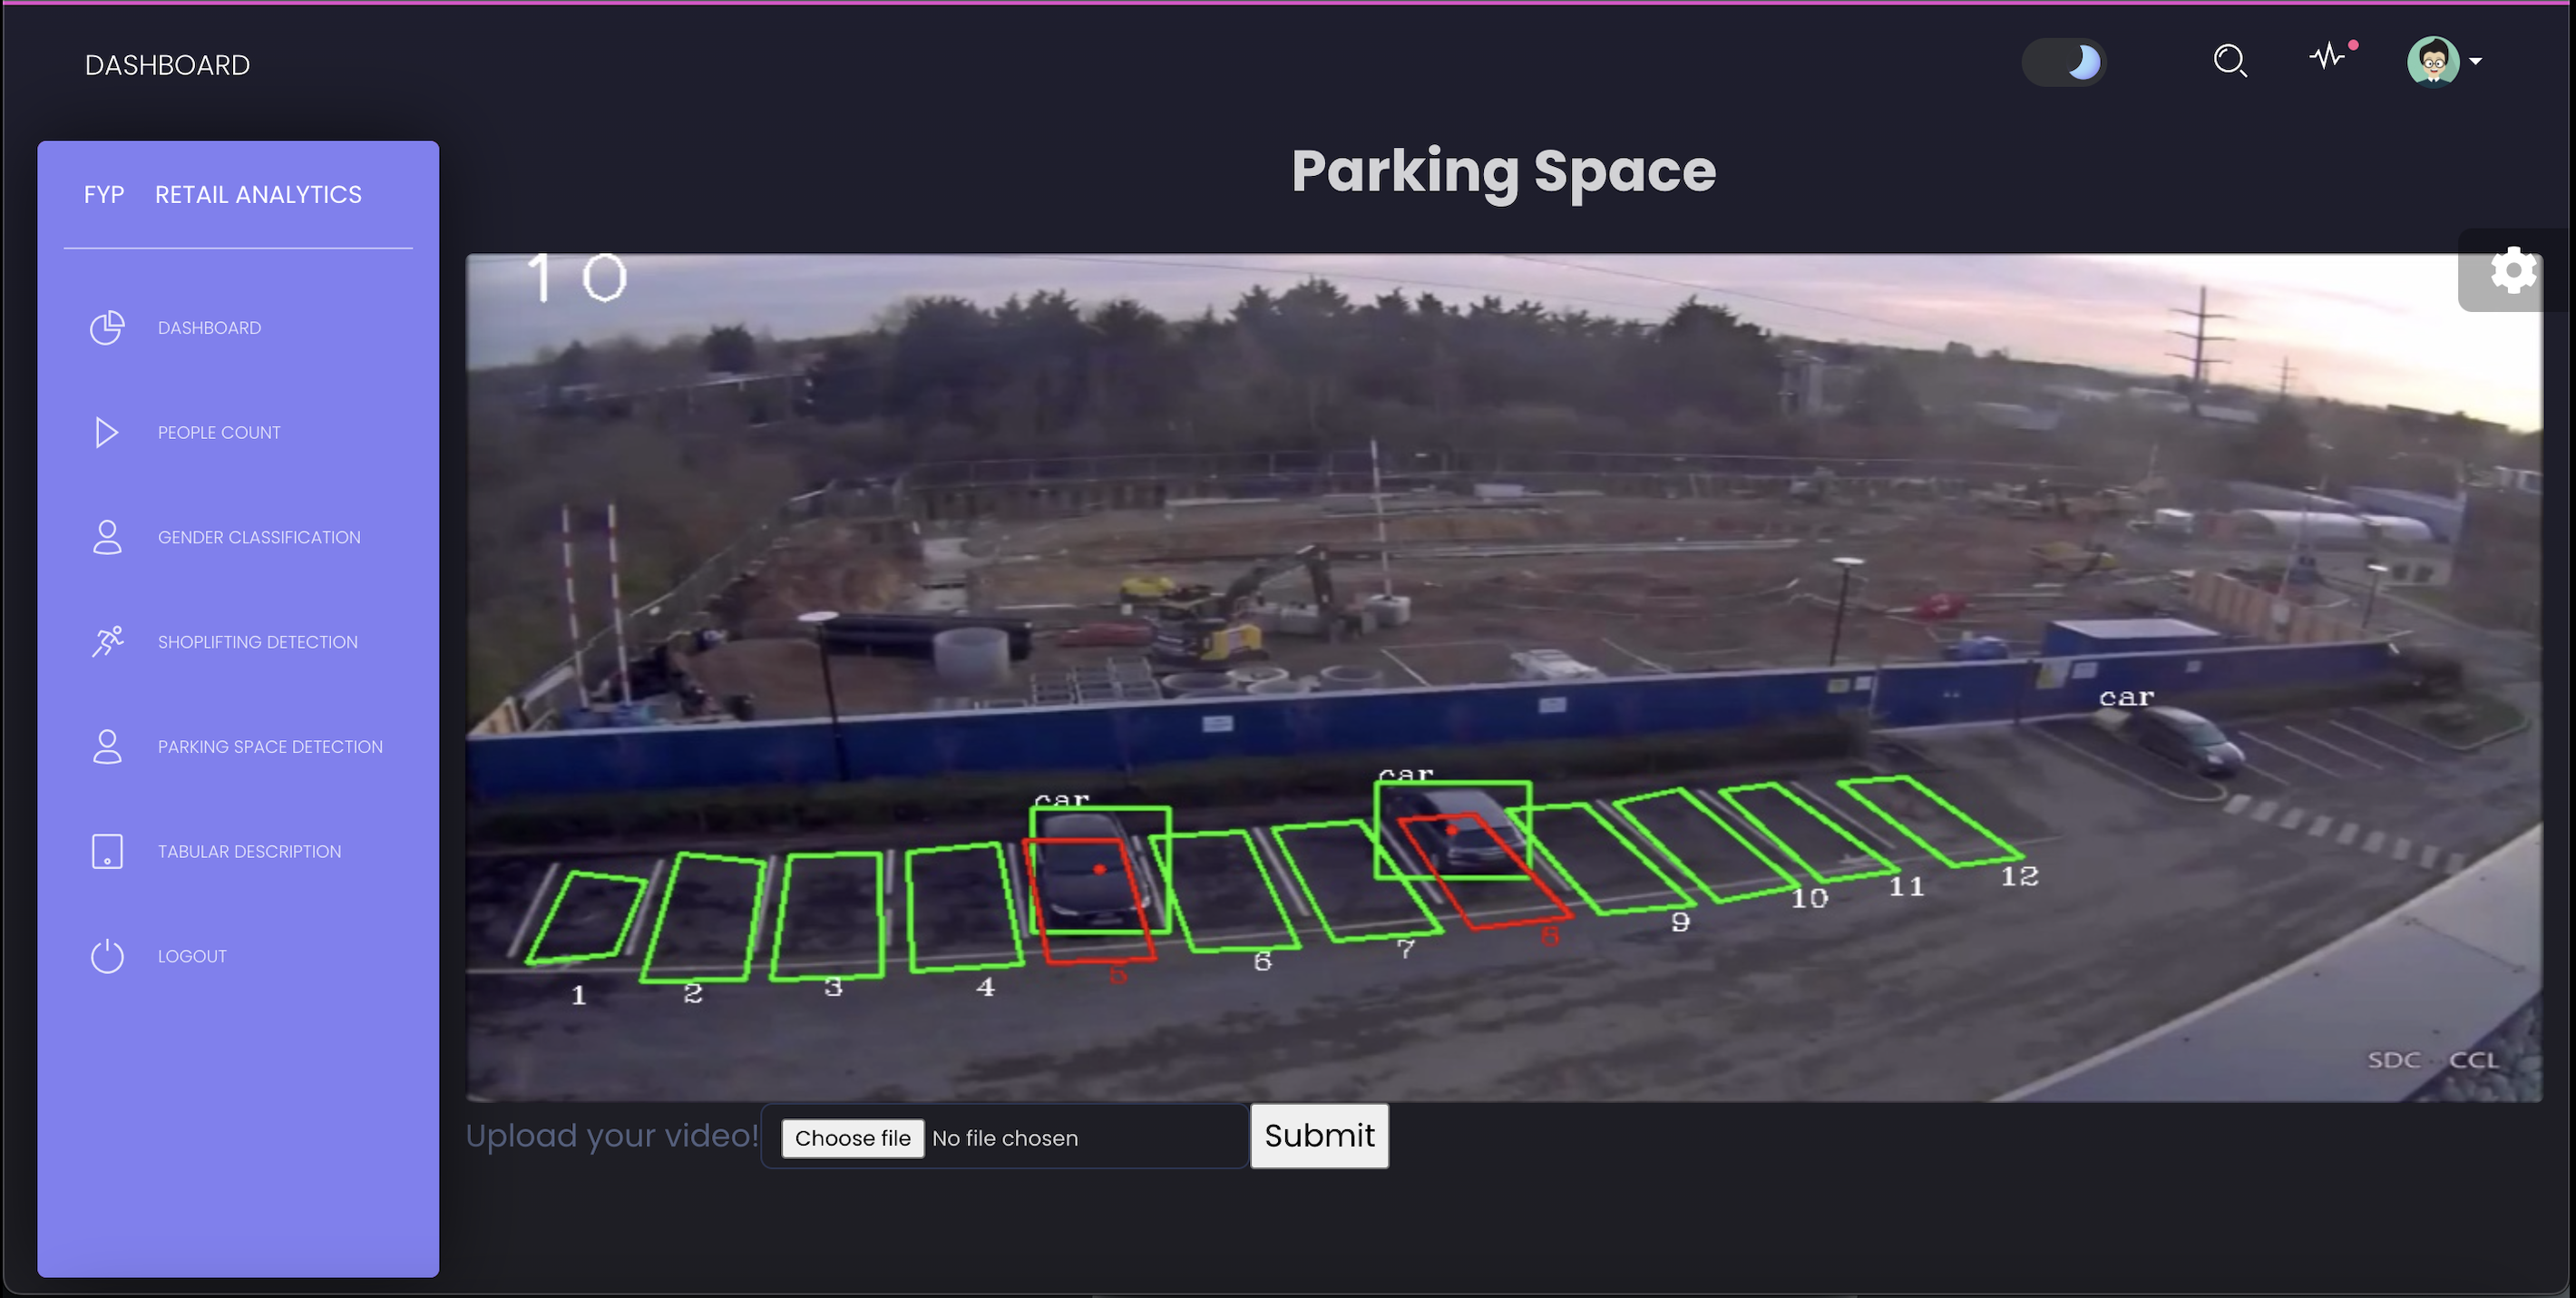 DASHBOARD
FYP RETAIL ANALYTICS
DASHBOARD
PEOPLE COUNT
GENDER CLASSIFICATION
SHOPLIFTING DETECTION
PARKING SPACE DETECTION
TABULAR DESCRIPTION
LOGOUT
Parking Space
10
car
car
car
1
2
3
4
5
6
7
8
9
10
11
12
SDC CCL
Upload your video!
Choose file No file chosen
Submit